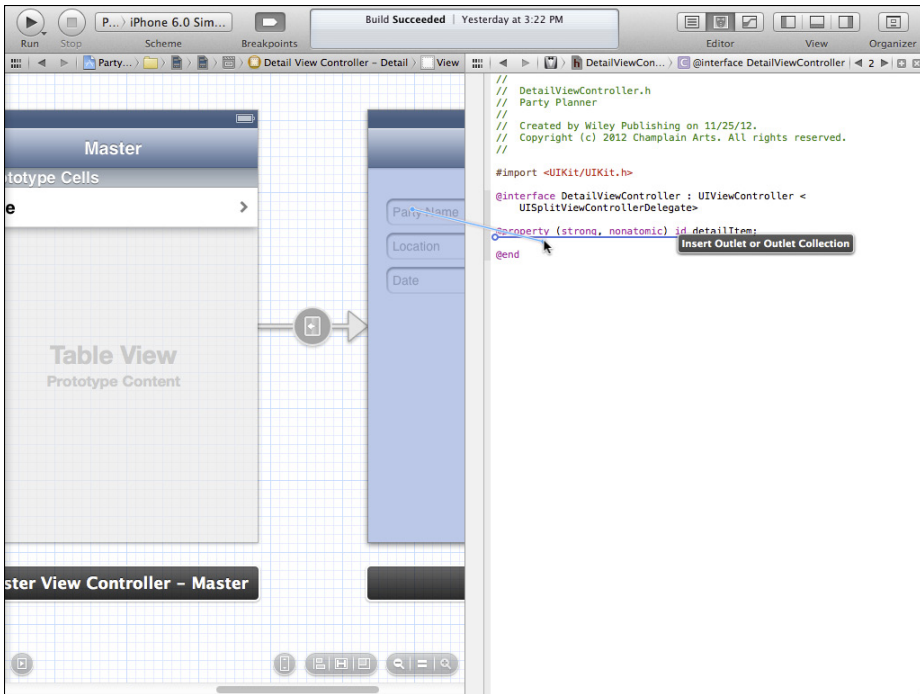 P...) iPhone 6.0 Sim...
Build Succeeded | Yesterday at 3:22 PM
Run Stop Scheme Breakpoints Editor View Organizer
Party... Detail View Controller – Detail View
DetailViewCon... @interface DetailViewController 2
//
// DetailViewController.h
// Party Planner
//
// Created by Wiley Publishing on 11/25/12.
// Copyright (c) 2012 Champlain Arts. All rights reserved.
//
#import <UIKit/UIKit.h>
@interface DetailViewController : UIViewController <
UISplitViewControllerDelegate>
@property (strong, nonatomic) id detailItem;
Insert Outlet or Outlet Collection
@end
Master
totype Cells
e
Party Name
Location
Date
Table View
Prototype Content
ster View Controller – Master